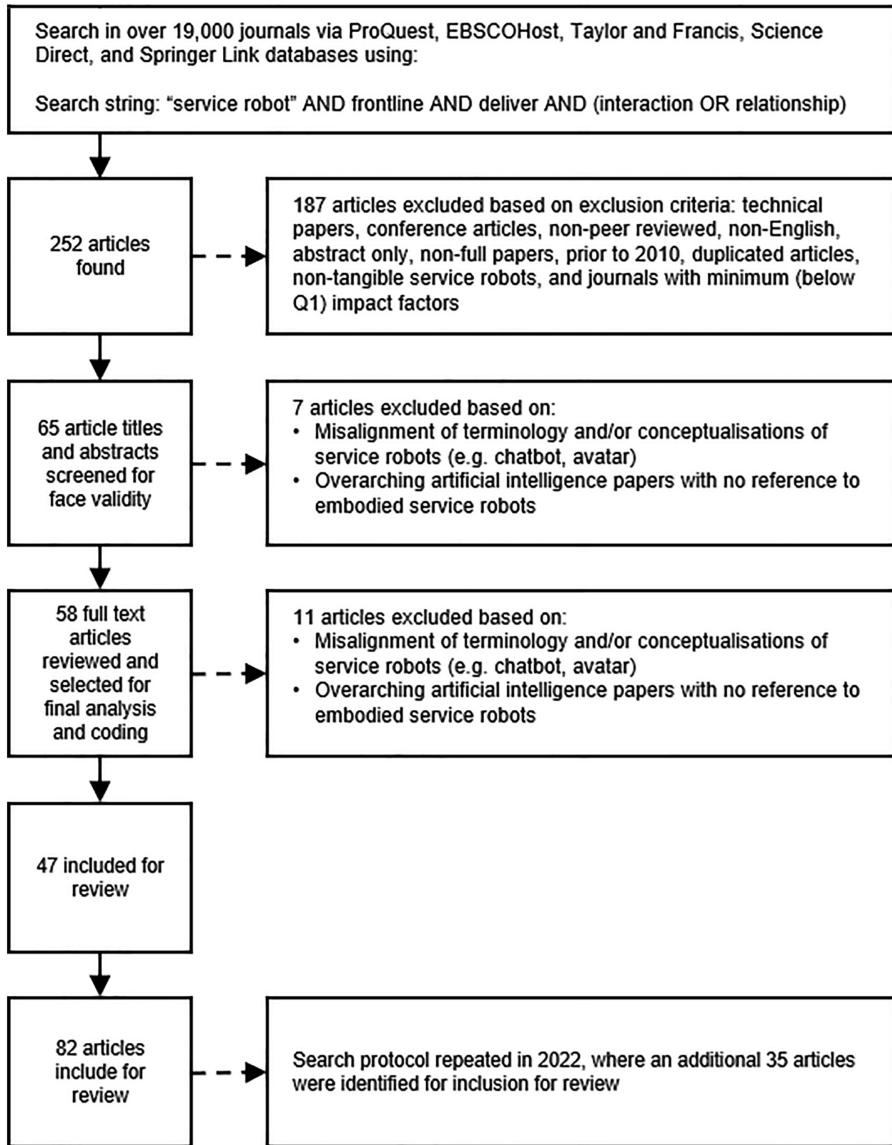 Search in over 19,000 journals via ProQuest, EBSCOHost, Taylor and Francis, Science
Direct, and Springer Link databases using:
Search string: “service robot” AND frontline AND deliver AND (interaction OR relationship)
252 articles
found
187 articles excluded based on exclusion criteria: technical
papers, conference articles, non-peer reviewed, non-English,
abstract only, non-full papers, prior to 2010, duplicated articles,
non-tangible service robots, and journals with minimum (below
Q1) impact factors
65 article titles
and abstracts
screened for
face validity
7 articles excluded based on:
• Misalignment of terminology and/or conceptualisations of
service robots (e.g. chatbot, avatar)
• Overarching artificial intelligence papers with no reference to
embodied service robots
58 full text
articles
reviewed and
selected for
final analysis
and coding
11 articles excluded based on:
• Misalignment of terminology and/or conceptualisations of
service robots (e.g. chatbot, avatar)
• Overarching artificial intelligence papers with no reference to
embodied service robots
47 included for
review
82 articles
include for
review
Search protocol repeated in 2022, where an additional 35 articles
were identified for inclusion for review